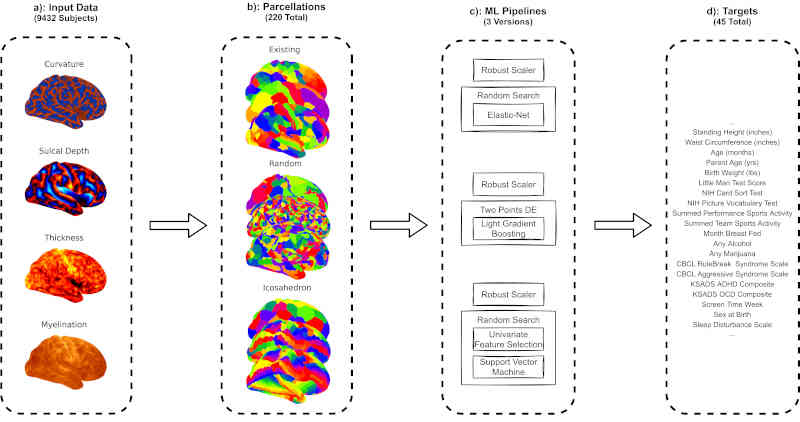 a): Input Data
(9432 Subjects)
Curvature
Sulcal Depth
Thickness
Myelination
b): Parcellations
(220 Total)
Existing
Random
Icosahedron
c): ML Pipelines
(3 Versions)
Robust Scaler
Random Search
Elastic-Net
Robust Scaler
Two Points DE
Light Gradient
Boosting
Robust Scaler
Random Search
Univariate
Feature Selection
Support Vector
Machine
d): Targets
(45 Total)
...
Standing Height (inches)
Waist Circumference (inches)
Age (months)
Parent Age (yrs)
Birth Weight (lbs)
Little Man Test Score
NIH Card Sort Test
NIH Picture Vocabulary Test
Summed Performance Sports Activity
Summed Team Sports Activity
Month Breast Fed
Any Alcohol
Any Marijuana
CBCL RuleBreak Syndrome Scale
CBCL Aggressive Syndrome Scale
KSADS ADHD Composite
KSADS OCD Composite
Screen Time Week
Sex at Birth
Sleep Disturbance Scale
...